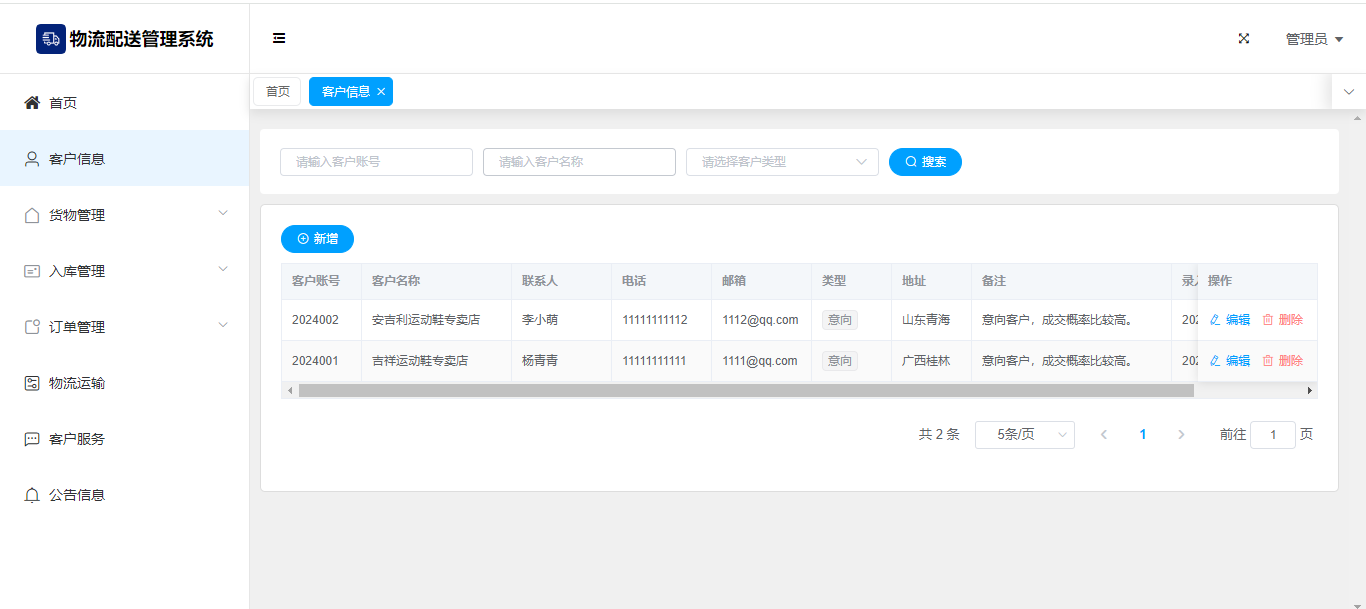 物流配送管理系统
管理员
首页
客户信息
货物管理
入库管理
订单管理
物流运输
客户服务
公告信息
首页 客户信息
请输入客户账号 请输入客户名称 请选择客户类型 搜索
新增
客户账号 客户名称 联系人 电话 邮箱 类型 地址 备注 操作
2024002 安吉利运动鞋专卖店 李小萌 11111111112 1112@qq.com 意向 山东青海 意向客户，成交概率比较高。 编辑 删除
2024001 吉祥运动鞋专卖店 杨青青 11111111111 1111@qq.com 意向 广西桂林 意向客户，成交概率比较高。 编辑 删除
共 2 条 5条/页 1 前往 1 页